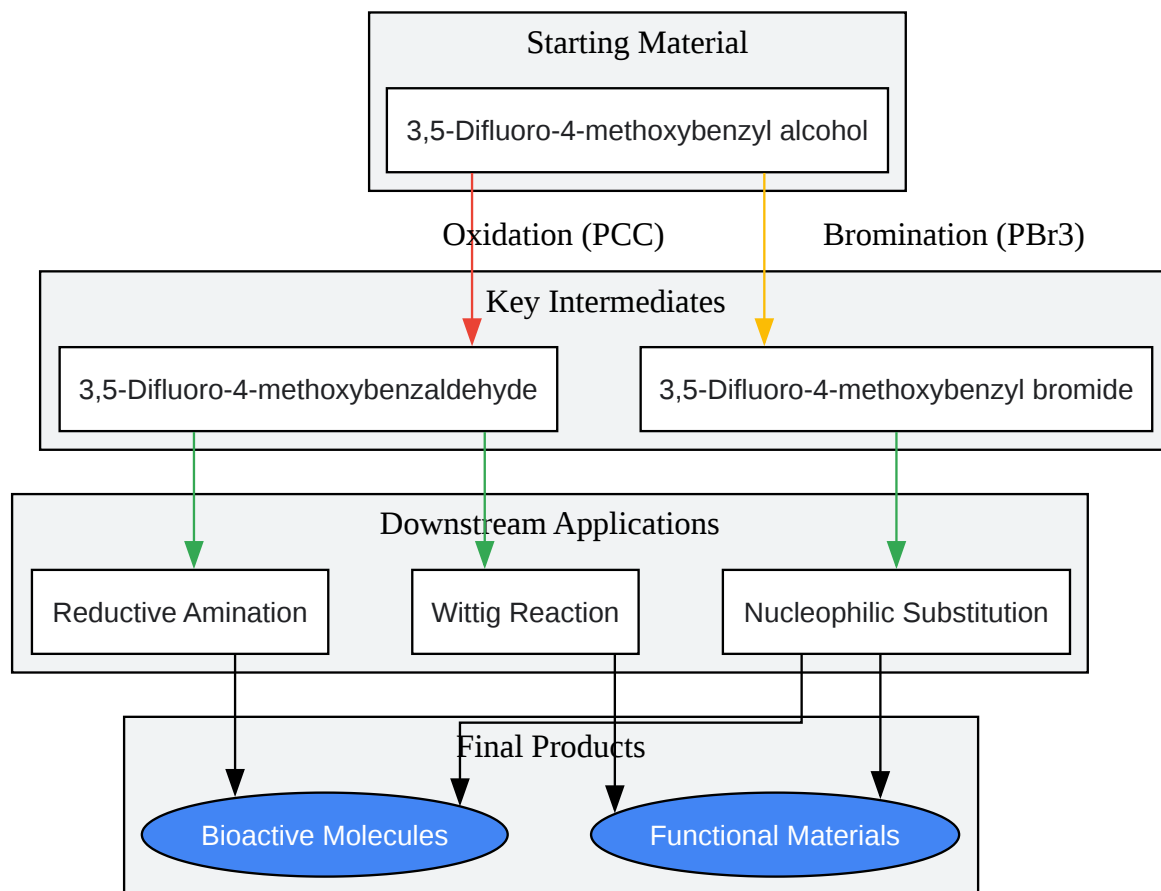 Starting Material
3,5-Difluoro-4-methoxybenzyl alcohol
Oxidation (PCC)
Bromination (PBr3)
Key Intermediates
3,5-Difluoro-4-methoxybenzaldehyde
3,5-Difluoro-4-methoxybenzyl bromide
Downstream Applications
Reductive Amination
Wittig Reaction
Nucleophilic Substitution
Final Products
Bioactive Molecules
Functional Materials